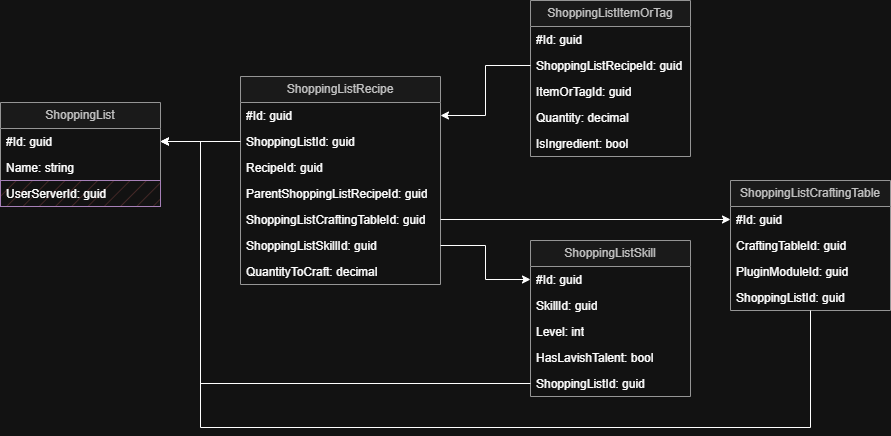 ShoppingList
#Id: guid
Name: string
UserServerId: guid
ShoppingListRecipe
#Id: guid
ShoppingListId: guid
RecipeId: guid
ParentShoppingListRecipeId: guid
ShoppingListCraftingTableId: guid
ShoppingListSkillId: guid
QuantityToCraft: decimal
ShoppingListItemOrTag
#Id: guid
ShoppingListRecipeId: guid
ItemOrTagId: guid
Quantity: decimal
IsIngredient: bool
ShoppingListSkill
#Id: guid
SkillId: guid
Level: int
HasLavishTalent: bool
ShoppingListId: guid
ShoppingListCraftingTable
#Id: guid
CraftingTableId: guid
PluginModuleId: guid
ShoppingListId: guid